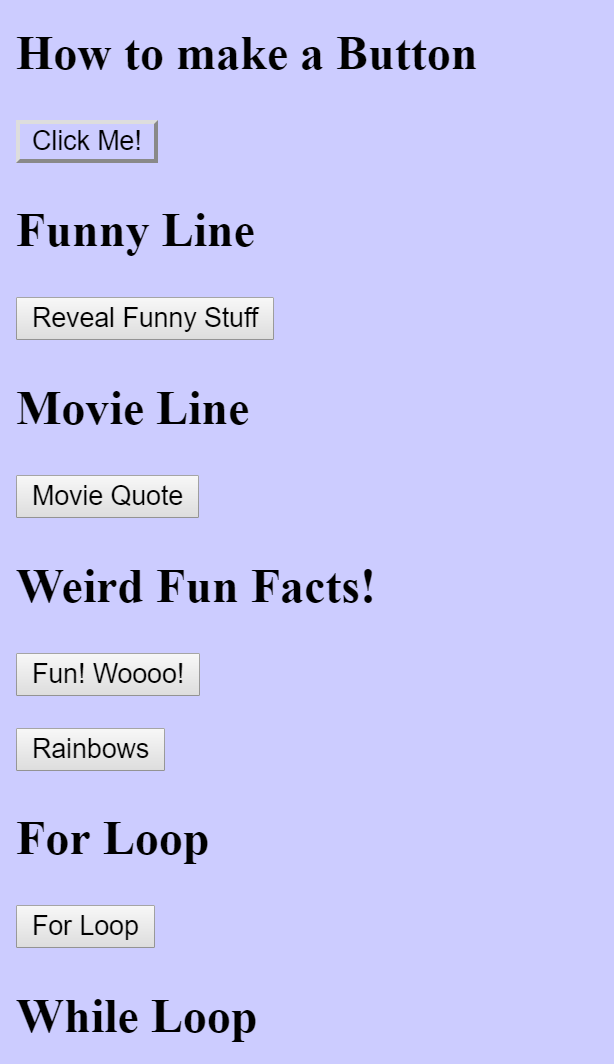 How to make a Button
Click Me!
Funny Line
Reveal Funny Stuff
Movie Line
Movie Quote
Weird Fun Facts!
Fun! Woooo!
Rainbows
For Loop
For Loop
While Loop